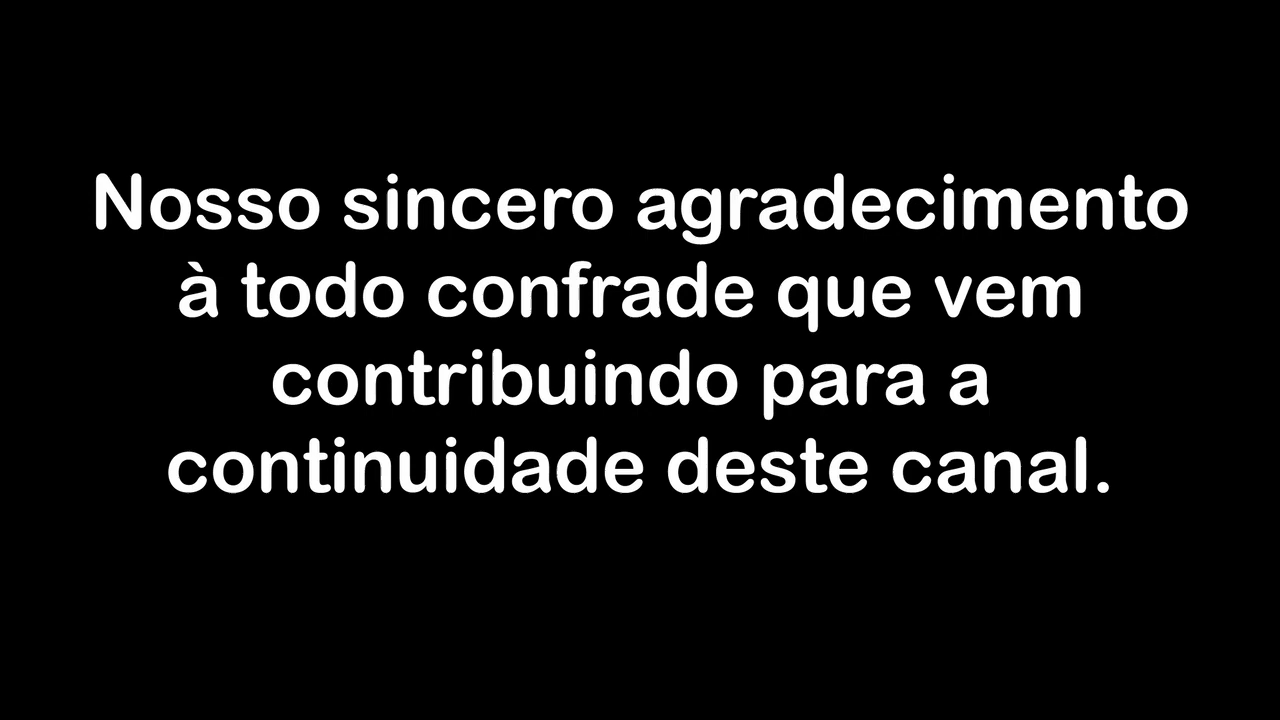 Nosso sincero agradecimento
à todo confrade que vem
contribuindo para a
continuidade deste canal.